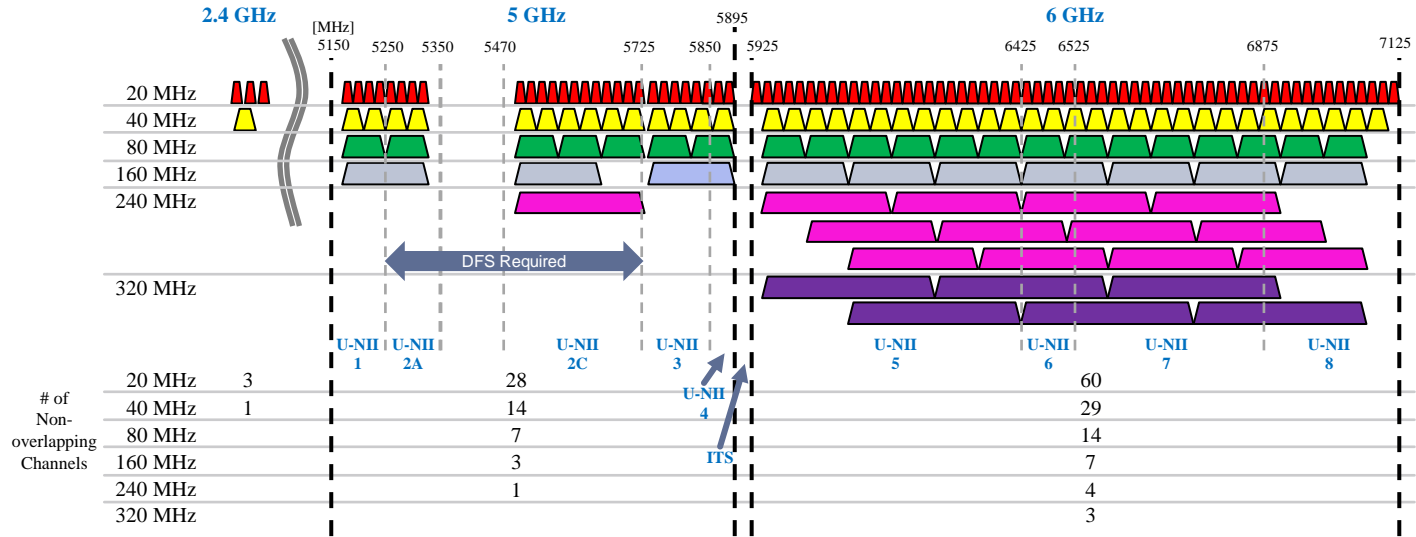 2.4 GHz 5 GHz 5895 6 GHz
[MHz]
5150 5250 5350 5470 5725 5850 5925 6425 6525 6875 7125
20 MHz
40 MHz
80 MHz
160 MHz
240 MHz
DFS Required
320 MHz
U-NII 1
U-NII 2A
U-NII 2C
U-NII 3
U-NII 5
U-NII 6
U-NII 7
U-NII 8
U-NII 4
ITS
# of
Non-
overlapping
Channels
20 MHz 3 28 60
40 MHz 1 14 29
80 MHz 7 14
160 MHz 3 7
240 MHz 1 4
320 MHz 3